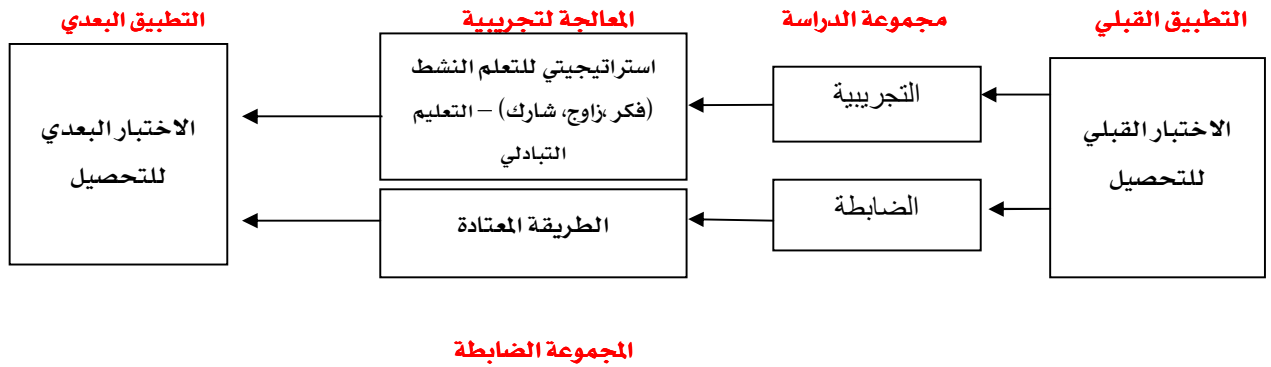 التطبيق القبلي
مجموعة الدراسة
المعالجة لتجريبية
التطبيق البعدي
الاختبار القبلي
للتحصيل
التجريبية
الضابطة
استراتيجيتي للتعلم النشط
(فكر ،زاوج، شارك) – التعليم
التبادلي
الطريقة المعتادة
الاختبار البعدي
للتحصيل
المجموعة الضابطة